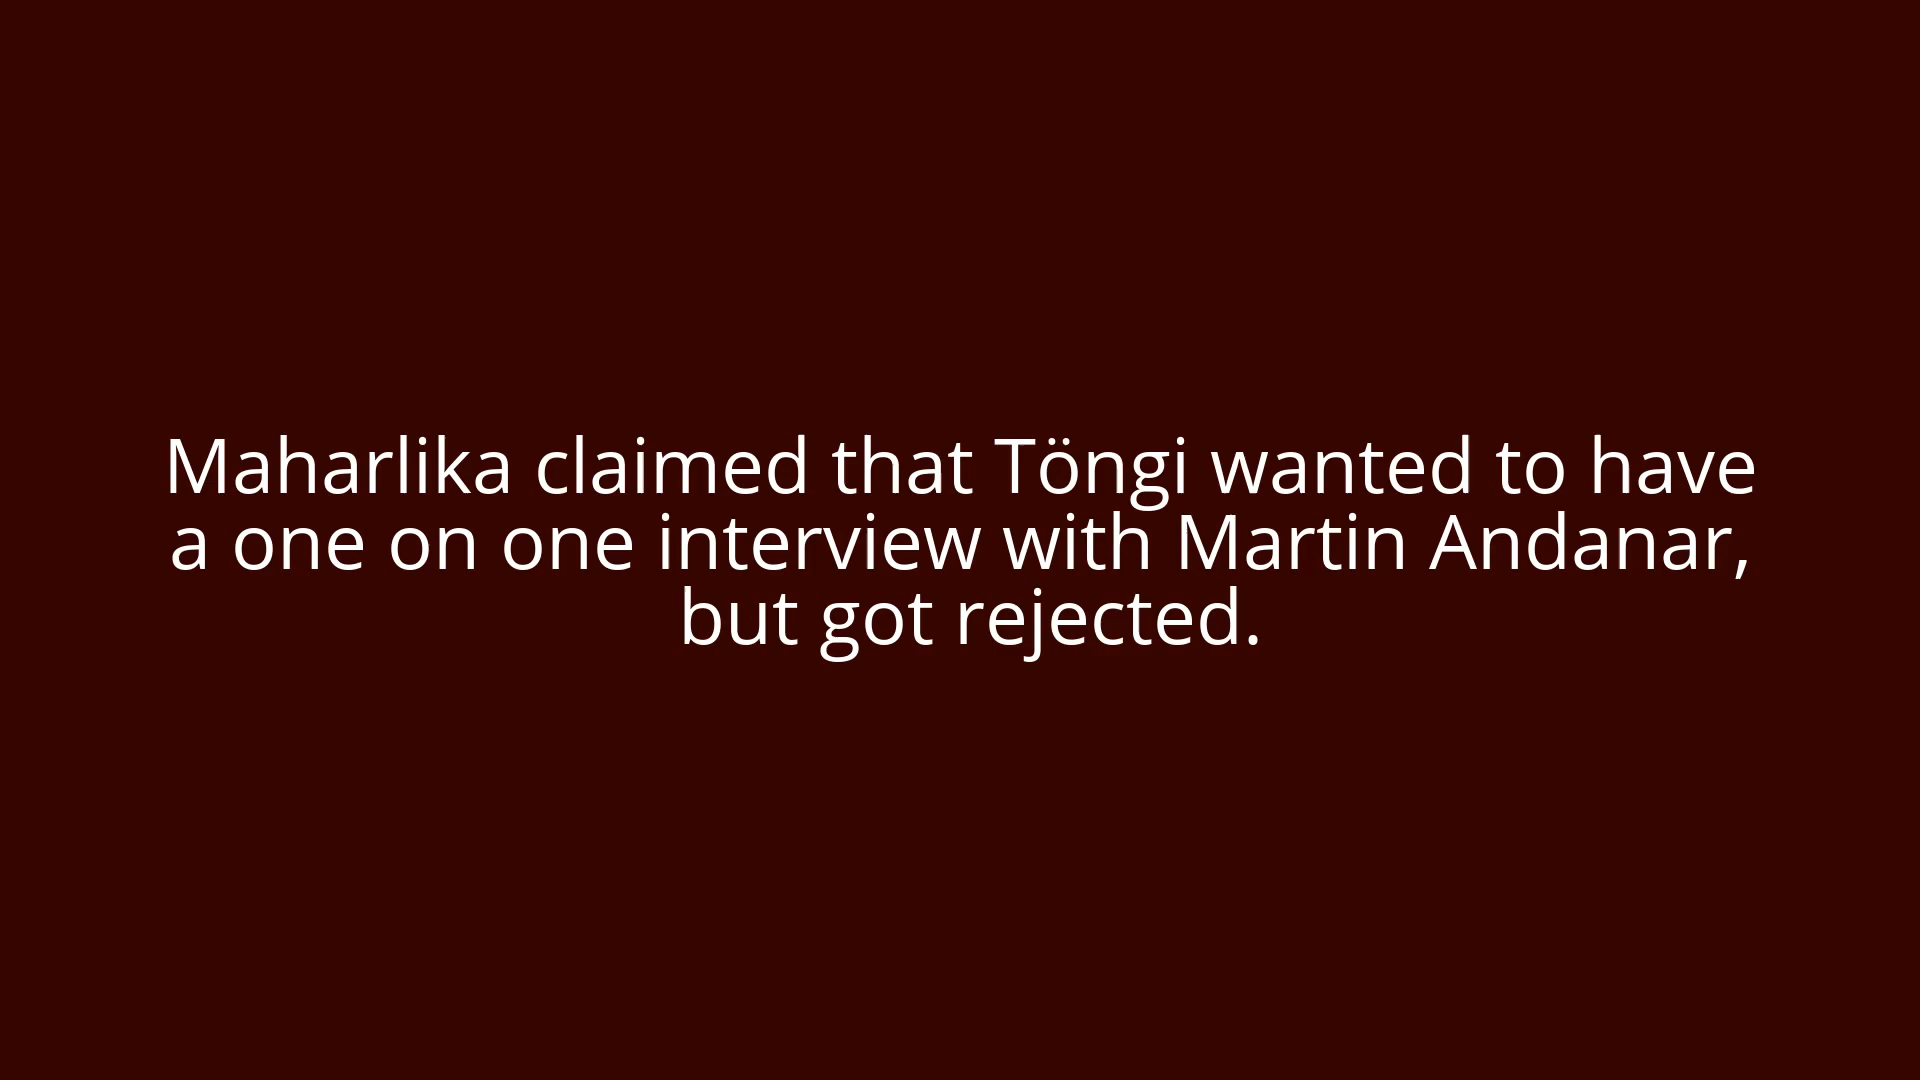 Maharlika claimed that Töngi wanted to have
a one on one interview with Martin Andanar,
but got rejected.